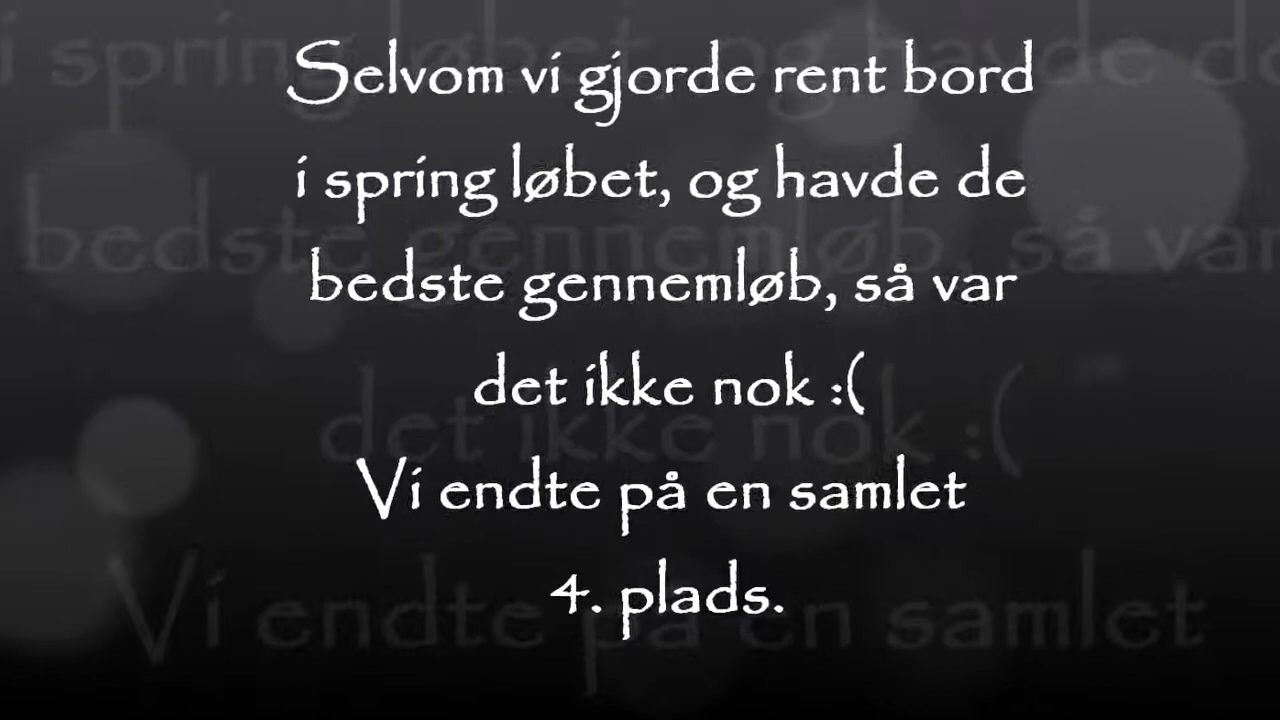 Selvom vi gjorde rent bord
i spring løbet, og havde de
bedste gennemløb, så var
det ikke nok :(
Vi endte på en samlet
4. plads.